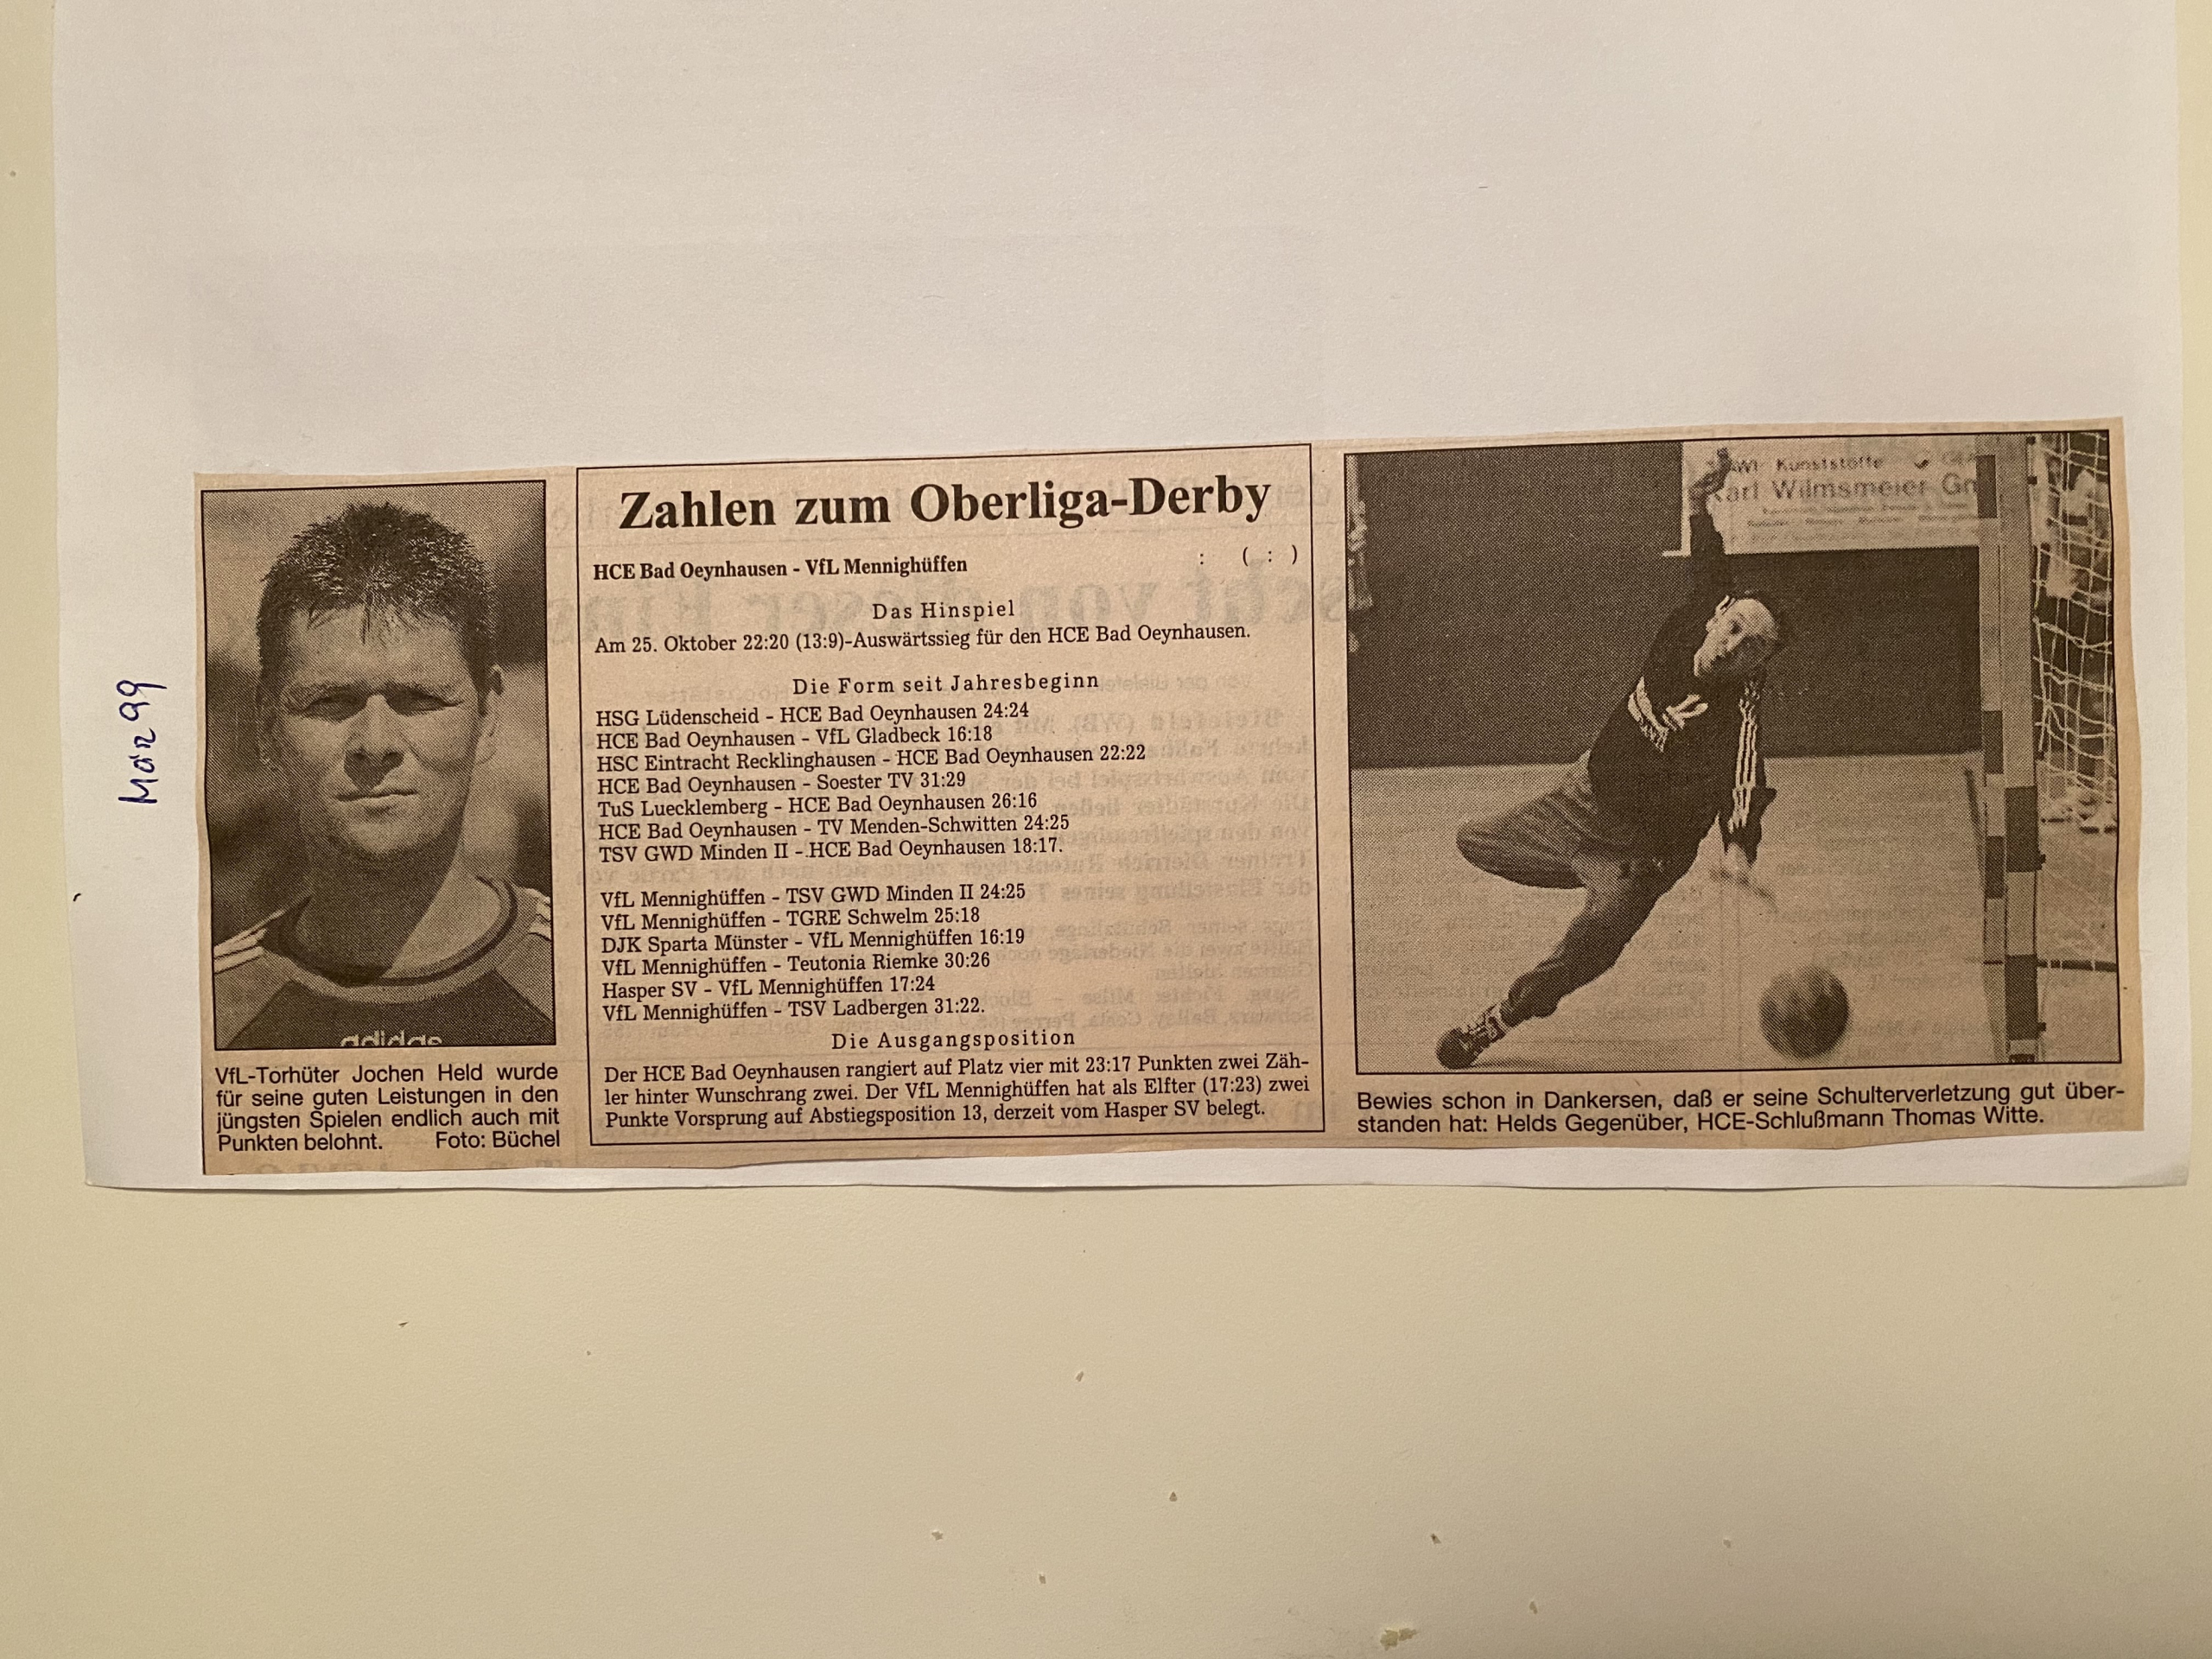 März 99
adidas
VfL-Torhüter Jochen Held wurde
für seine guten Leistungen in den
jüngsten Spielen endlich auch mit
Punkten belohnt. Foto: Büchel
Zahlen zum Oberliga-Derby
HCE Bad Oeynhausen - VfL Mennighüffen : ( : )
Das Hinspiel
Am 25. Oktober 22:20 (13:9)-Auswärtssieg für den HCE Bad Oeynhausen.
Die Form seit Jahresbeginn
HSG Lüdenscheid - HCE Bad Oeynhausen 24:24
HCE Bad Oeynhausen - VfL Gladbeck 16:18
HSC Eintracht Recklinghausen - HCE Bad Oeynhausen 22:22
HCE Bad Oeynhausen - Soester TV 31:29
TuS Luecklemberg - HCE Bad Oeynhausen 26:16
HCE Bad Oeynhausen - TV Menden-Schwitten 24:25
TSV GWD Minden II - HCE Bad Oeynhausen 18:17.
VfL Mennighüffen - TSV GWD Minden II 24:25
VfL Mennighüffen - TGRE Schwelm 25:18
DJK Sparta Münster - VfL Mennighüffen 16:19
VfL Mennighüffen - Teutonia Riemke 30:26
Hasper SV - VfL Mennighüffen 17:24
VfL Mennighüffen - TSV Ladbergen 31:22.
Die Ausgangsposition
Der HCE Bad Oeynhausen rangiert auf Platz vier mit 23:17 Punkten zwei Zäh-
ler hinter Wunschrang zwei. Der VfL Mennighüffen hat als Elfter (17:23) zwei
Punkte Vorsprung auf Abstiegsposition 13, derzeit vom Hasper SV belegt.
Kunststoffe
Karl Wilmsmeier
Bewies schon in Dankersen, daß er seine Schulterverletzung gut über-
standen hat: Helds Gegenüber, HCE-Schlußmann Thomas Witte.